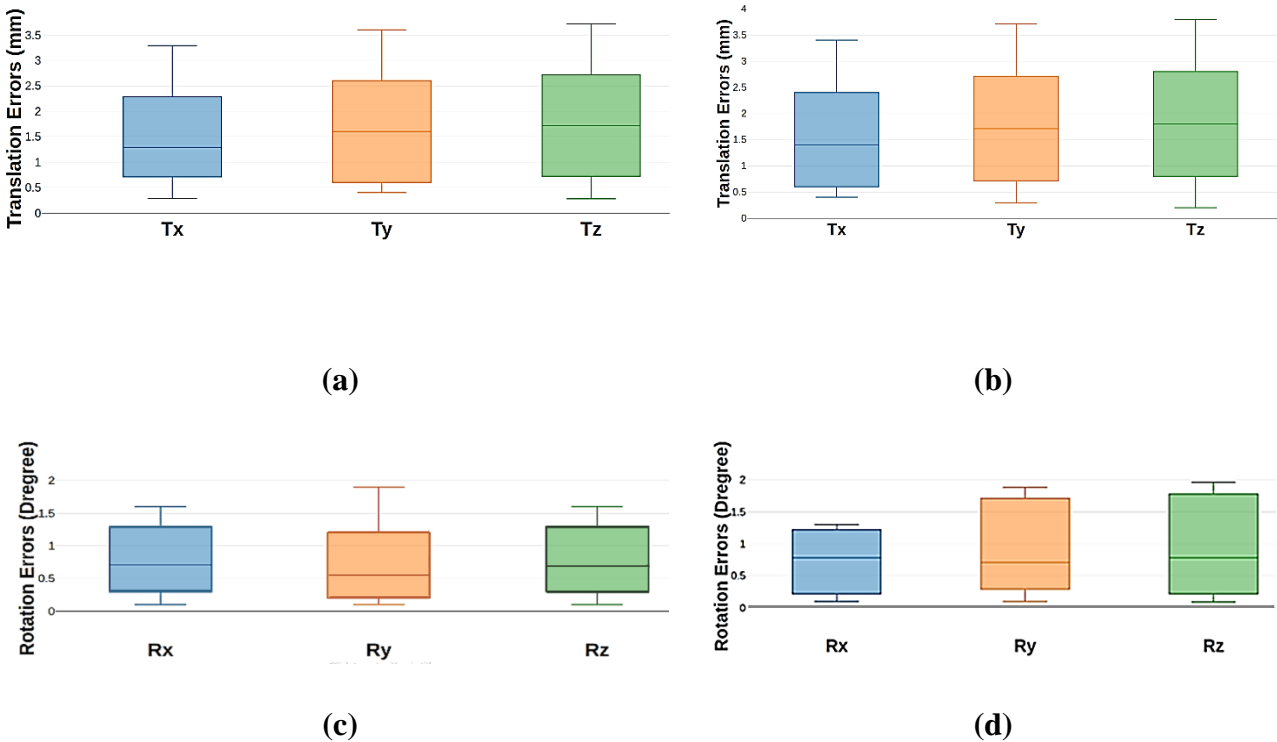 Translation Errors (mm)
3.5
3
2.5
2
1.5
1
0.5
0
Tx Ty Tz
(a)
Translation Errors (mm)
4
3.5
3
2.5
2
1.5
1
0.5
0
Tx Ty Tz
(b)
Rotation Errors (Dregree)
2
1.5
1
0.5
0
Rx Ry Rz
(c)
Rotation Errors (Dregree)
2
1.5
1
0.5
0
Rx Ry Rz
(d)